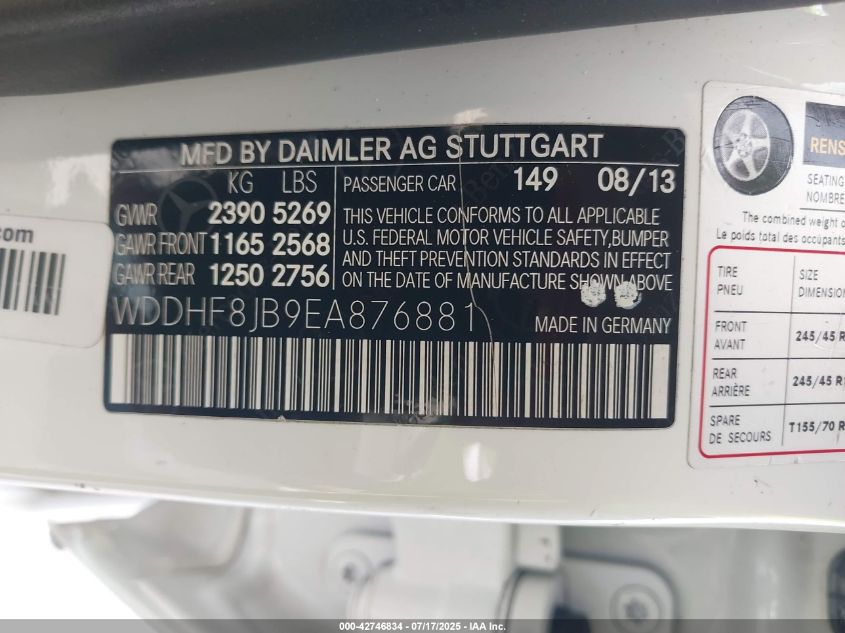 MFD BY DAIMLER AG STUTTGART
KG LBS
GVWR 2390 5269
GAWR FRONT 1165 2568
GAWR REAR 1250 2756
PASSENGER CAR 149 08/13
THIS VEHICLE CONFORMS TO ALL APPLICABLE
U.S. FEDERAL MOTOR VEHICLE SAFETY,BUMPER
AND THEFT PREVENTION STANDARDS IN EFFECT
ON THE DATE OF MANUFACTURE SHOWN ABOVE
WDDHF8JB9EA876881
MADE IN GERMANY
.com
RENS
SEATING
NOMBRE
The combined weight o
Le poids total des occupants
TIRE SIZE
PNEU DIMENSION
FRONT
AVANT
245/45 R
REAR
ARRIÈRE
245/45 R1
SPARE
DE SECOURS
T155/70 R
000-42746834 / 07/17/2025 - IAA Inc.